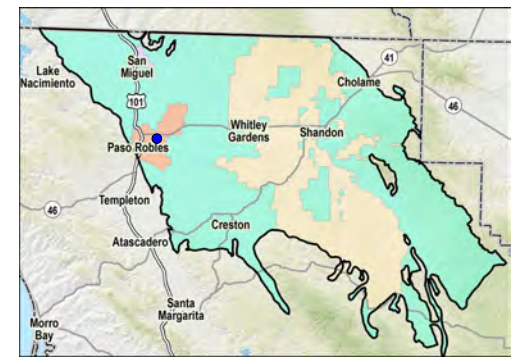 San
Miguel
Lake
Nacimiento
41
Cholame
101
46
Whitley
Gardens
Shandon
Paso Robles
Templeton
46
Creston
Atascadero
Santa
Margarita
Morro
Bay